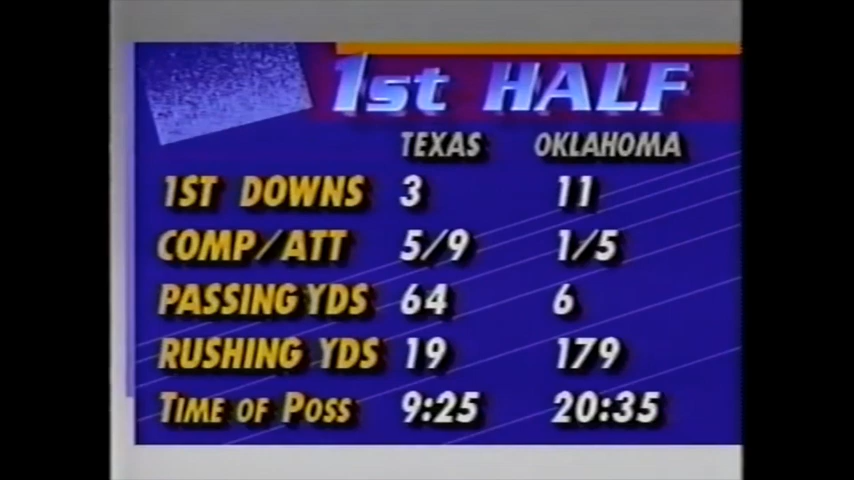 1st HALF
TEXAS OKLAHOMA
1ST DOWNS 3 11
COMP/ATT 5/9 1/5
PASSING YDS 64 6
RUSHING YDS 19 179
TIME OF POSS 9:25 20:35